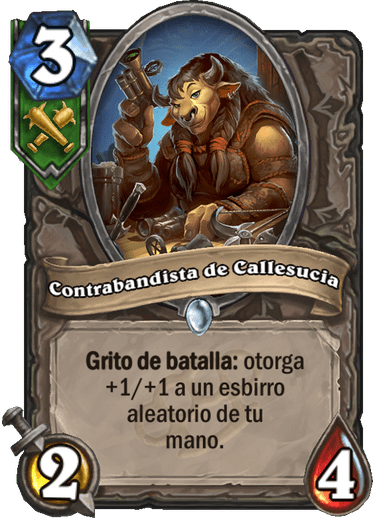 3
Contrabandista de Callesucia
Grito de batalla: otorga
+1/+1 a un esbirro
aleatorio de tu
mano.
2
4